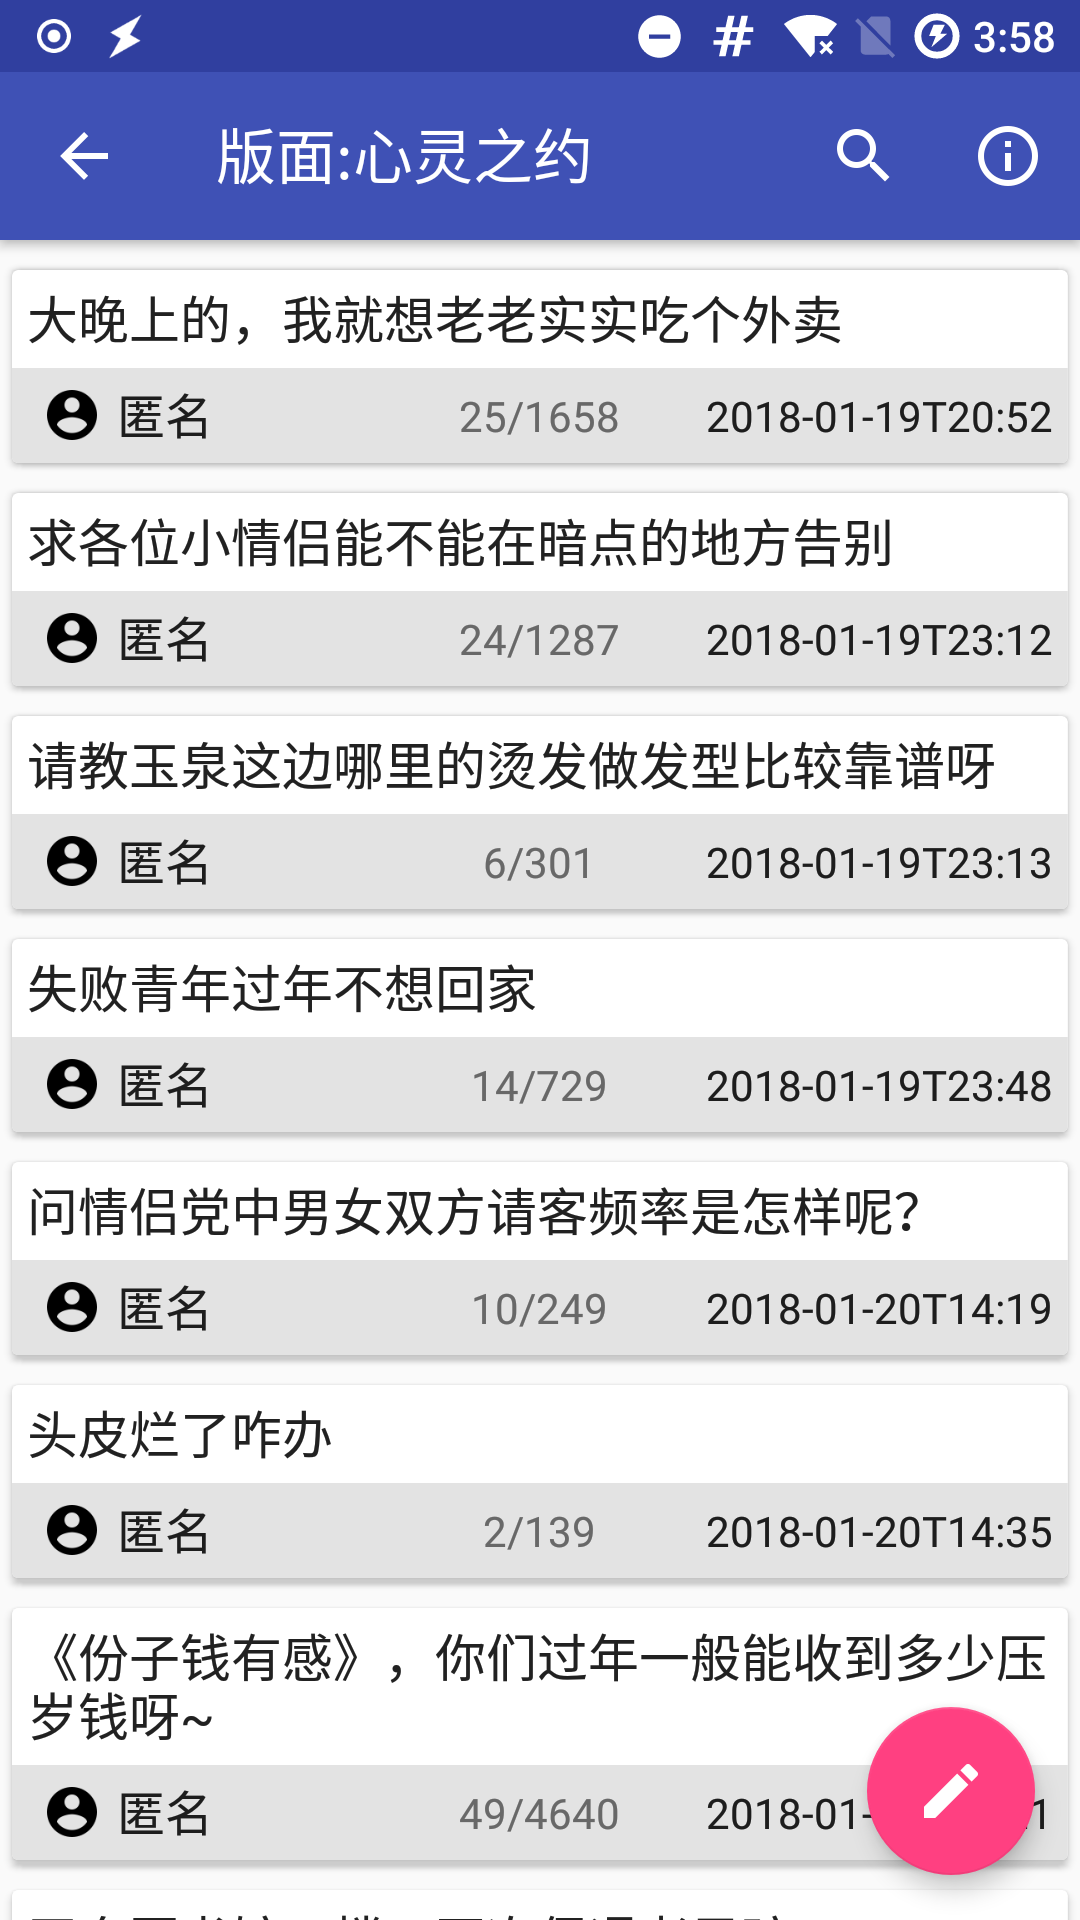 3:58
版面:心灵之约
大晚上的，我就想老老实实吃个外卖
匿名 25/1658 2018-01-19T20:52
求各位小情侣能不能在暗点的地方告别
匿名 24/1287 2018-01-19T23:12
请教玉泉这边哪里的烫发做发型比较靠谱呀
匿名 6/301 2018-01-19T23:13
失败青年过年不想回家
匿名 14/729 2018-01-19T23:48
问情侣党中男女双方请客频率是怎样呢？
匿名 10/249 2018-01-20T14:19
头皮烂了咋办
匿名 2/139 2018-01-20T14:35
《份子钱有感》，你们过年一般能收到多少压
岁钱呀~
匿名 49/4640 2018-01-